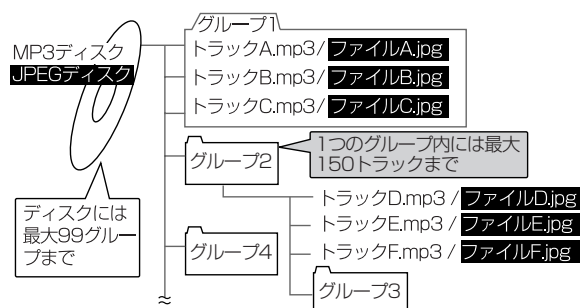 グループ1
MP3ディスク
JPEGディスク
トラックA.mp3/ ファイルA.jpg
トラックB.mp3/ ファイルB.jpg
トラックC.mp3/ ファイルC.jpg
グループ2
1つのグループ内には最大
150トラックまで
ディスクには
最大99グルー
プまで
トラックD.mp3 / ファイルD.jpg
トラックE.mp3 / ファイルE.jpg
トラックF.mp3 / ファイルF.jpg
グループ4
グループ3